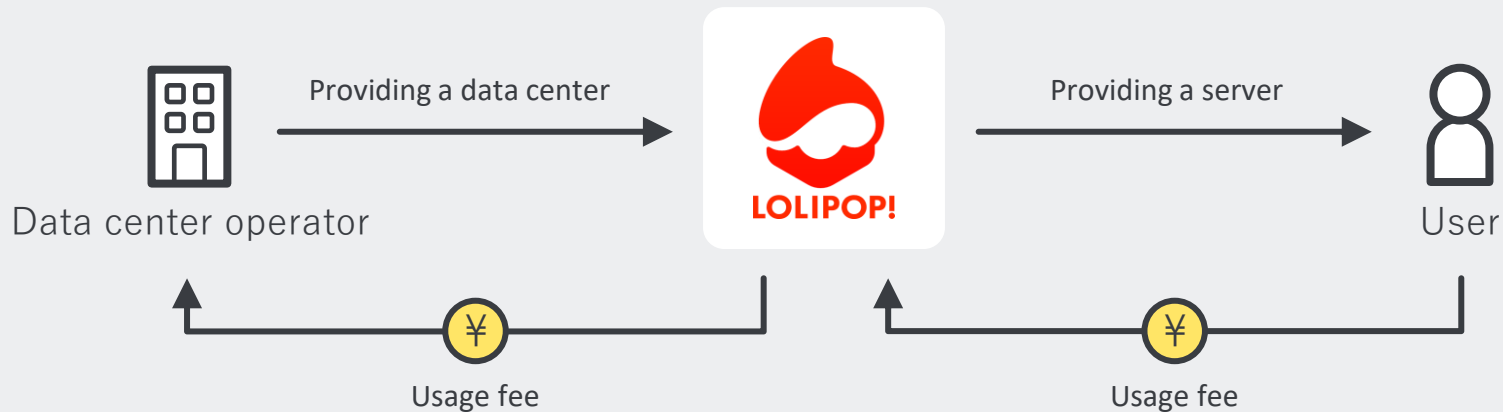 Providing a data center
Providing a server
LOLIPOP!
Data center operator
User
¥
¥
Usage fee
Usage fee